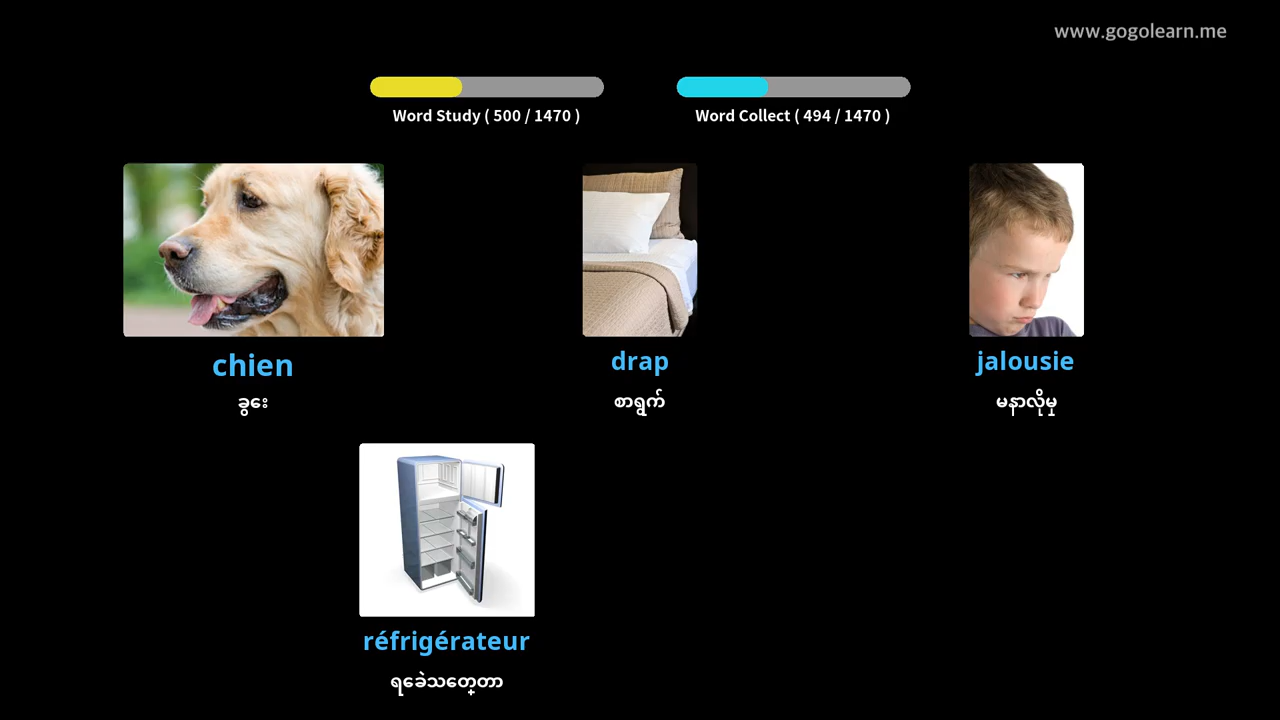 www.gogolearn.me
Word Study ( 500 / 1470 )
Word Collect ( 494 / 1470 )
chien
drap
jalousie
ခွေး
စာရွက်
မနာလိုမှု
réfrigérateur
ရေခဲသေတ္တာ